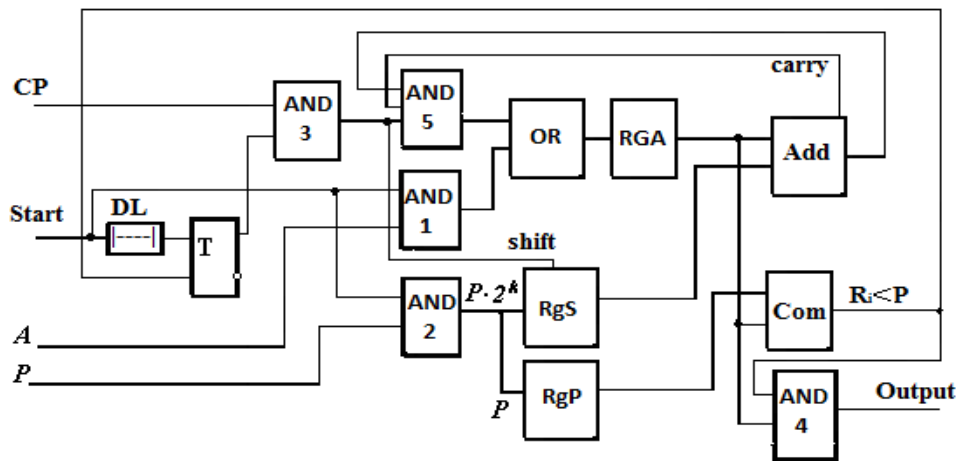 CP
AND
3
AND
5
carry
OR
RGA
Add
Start
DL
T
AND
1
shift
AND
2
P · 2^k
RgS
Com
Rᵢ<P
A
P
P
RgP
AND
4
Output